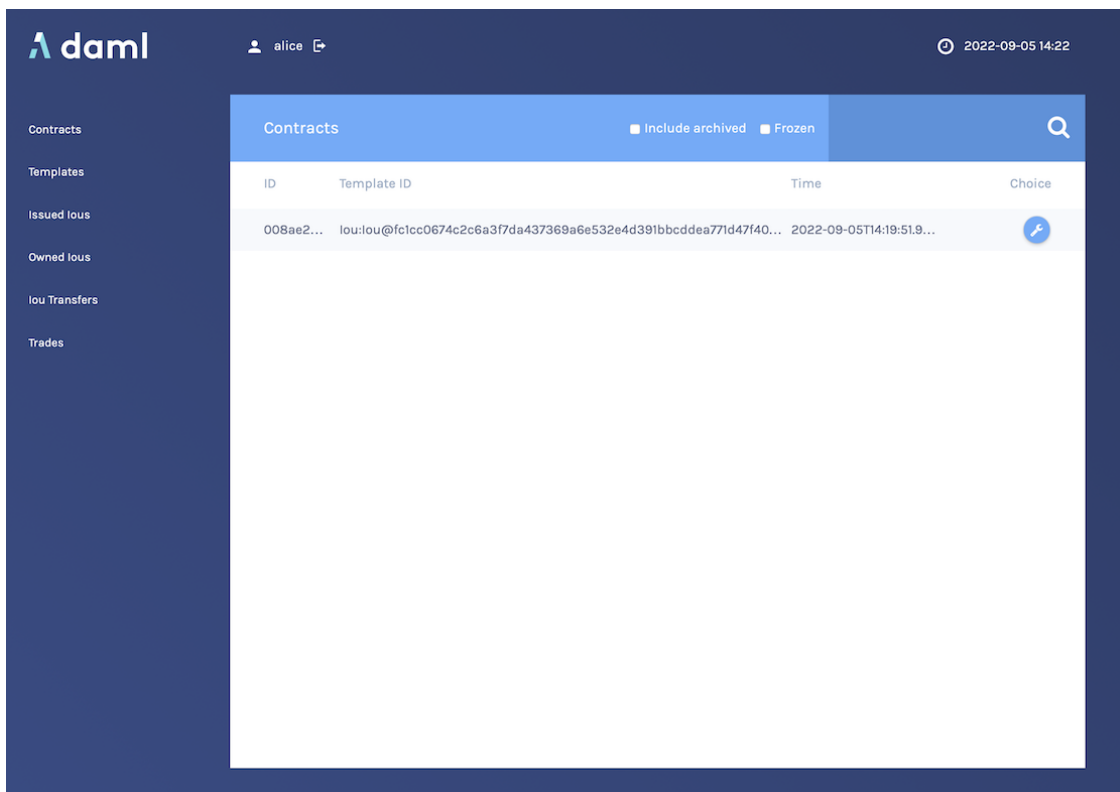 daml
alice
2022-09-05 14:22
Contracts
Templates
Issued Ious
Owned Ious
Iou Transfers
Trades
Contracts Include archived Frozen
ID Template ID Time Choice
008ae2... Iou:Iou@fc1cc0674c2c6a3f7da437369a6e532e4d391bbcddea771d47f40... 2022-09-05T14:19:51.9...